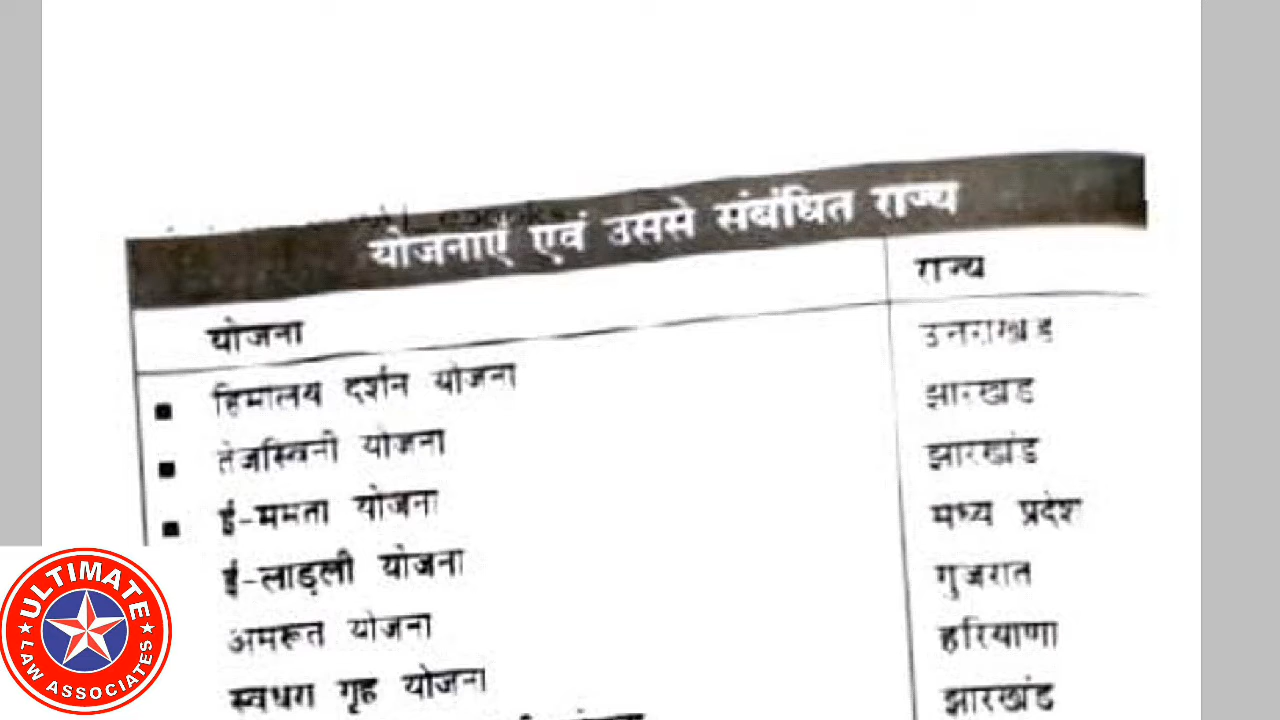 योजनाएं एवं उससे संबंधित राज्य
योजना राज्य
हिमालय दर्शन योजना उत्तराखंड
तेजस्विनी योजना झारखंड
ई-ममता योजना झारखंड
ई-लाड़ली योजना मध्य प्रदेश
अमरूत योजना गुजरात
स्वधरा गृह योजना हरियाणा
झारखंड
ULTIMATE
LAW ASSOCIATES